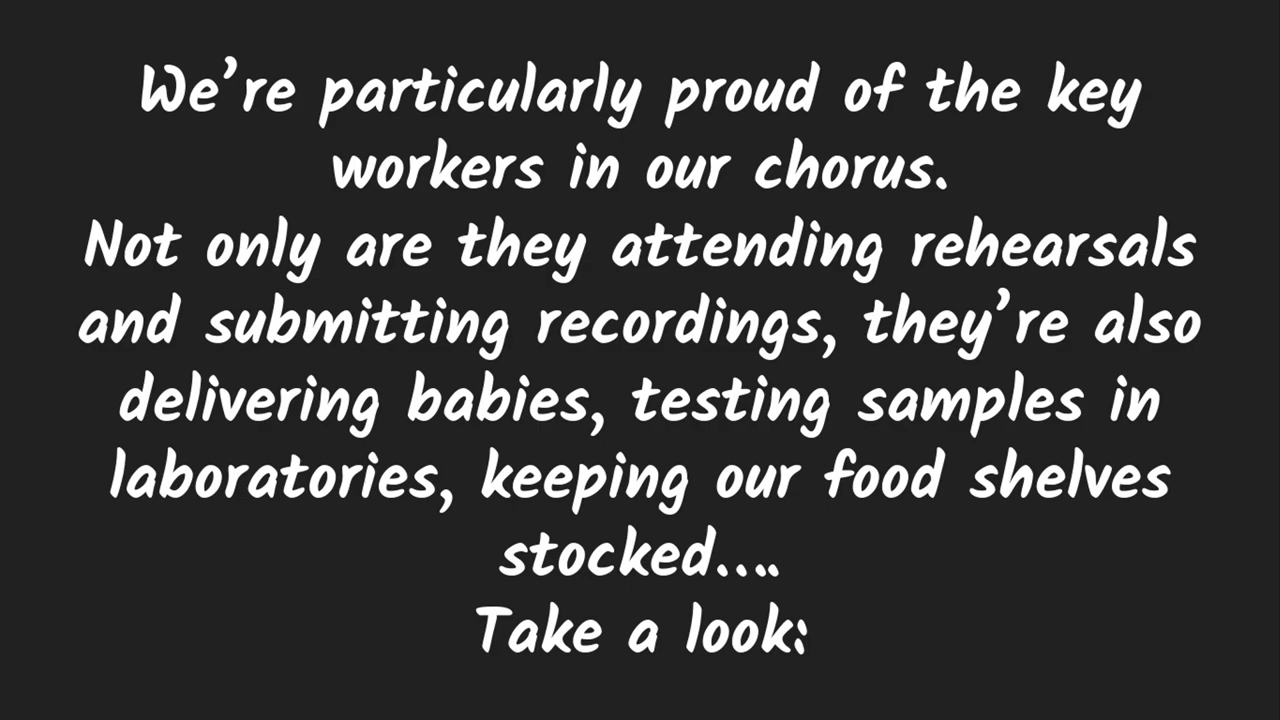 We’re particularly proud of the key
workers in our chorus.
Not only are they attending rehearsals
and submitting recordings, they’re also
delivering babies, testing samples in
laboratories, keeping our food shelves
stocked....
Take a look: